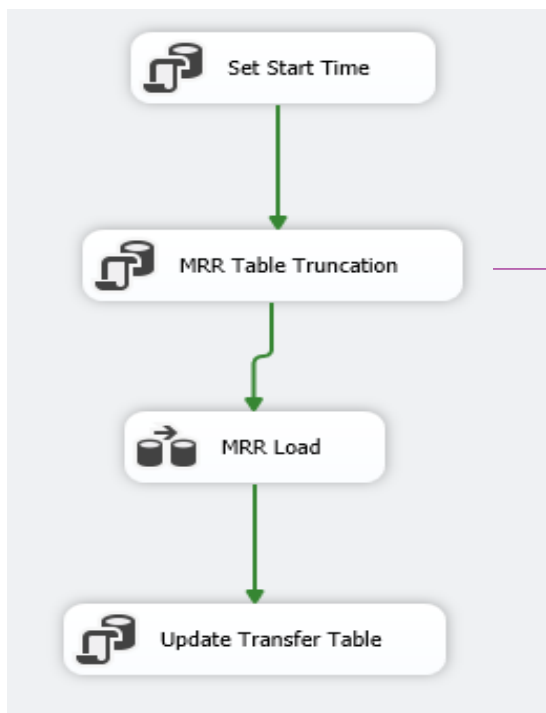 Set Start Time
MRR Table Truncation
MRR Load
Update Transfer Table